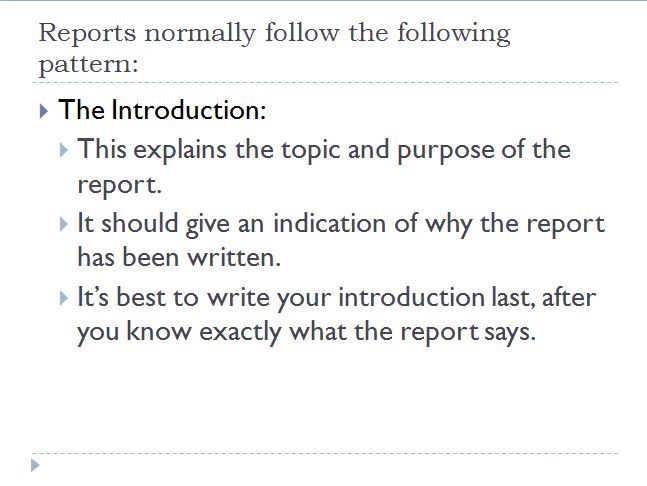 Reports normally follow the following
pattern:
The Introduction:
This explains the topic and purpose of the
report.
It should give an indication of why the report
has been written.
It’s best to write your introduction last, after
you know exactly what the report says.